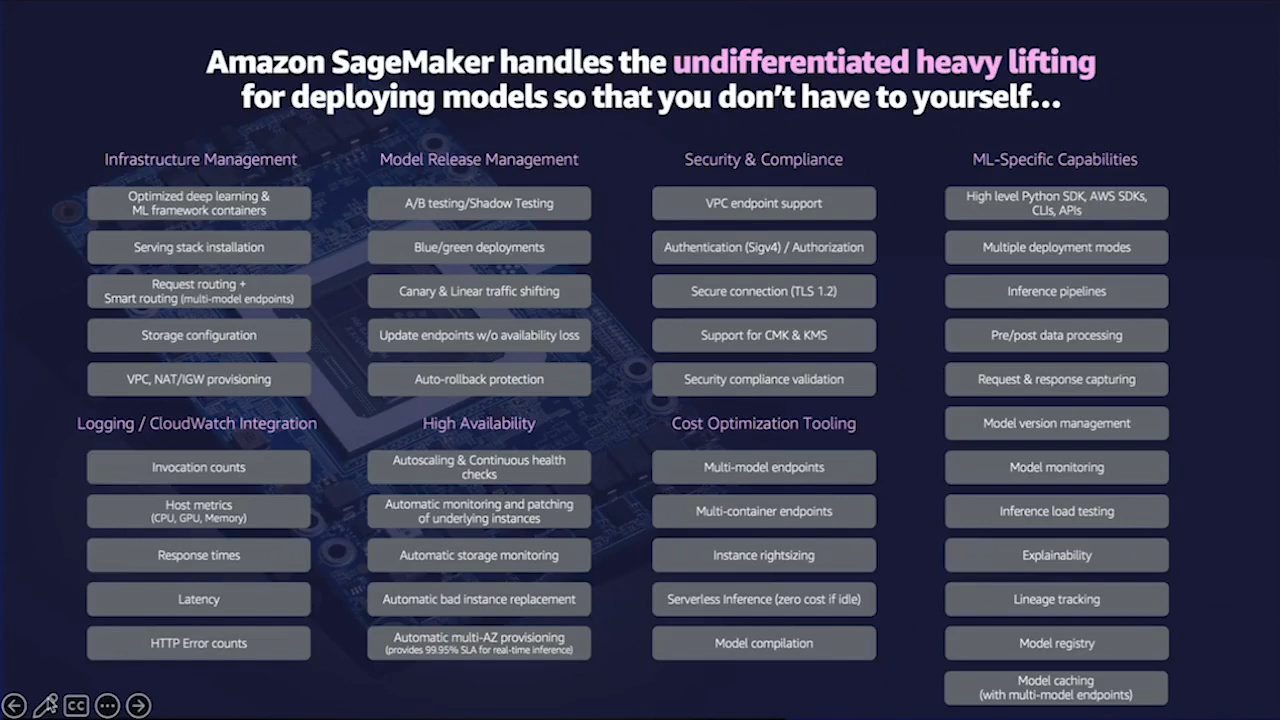 Amazon SageMaker handles the undifferentiated heavy lifting
for deploying models so that you don't have to yourself...
Infrastructure Management
Optimized deep learning &
ML framework containers
Serving stack installation
Request routing +
Smart routing (multi-model endpoints)
Storage configuration
VPC, NAT/IGW provisioning
Model Release Management
A/B testing/Shadow Testing
Blue/green deployments
Canary & Linear traffic shifting
Update endpoints w/o availability loss
Auto-rollback protection
Security & Compliance
VPC endpoint support
Authentication (Sigv4) / Authorization
Secure connection (TLS 1.2)
Support for CMK & KMS
Security compliance validation
ML-Specific Capabilities
High level Python SDK, AWS SDKs,
CLIs, APIs
Multiple deployment modes
Inference pipelines
Pre/post data processing
Request & response capturing
Model version management
Model monitoring
Inference load testing
Explainability
Lineage tracking
Model registry
Model caching
(with multi-model endpoints)
Logging / CloudWatch Integration
Invocation counts
Host metrics
(CPU, GPU, Memory)
Response times
Latency
HTTP Error counts
High Availability
Autoscaling & Continuous health
checks
Automatic monitoring and patching
of underlying instances
Automatic storage monitoring
Automatic bad instance replacement
Automatic multi-AZ provisioning
(provides 99.95% SLA for real-time inference)
Cost Optimization Tooling
Multi-model endpoints
Multi-container endpoints
Instance rightsizing
Serverless Inference (zero cost if idle)
Model compilation
CC